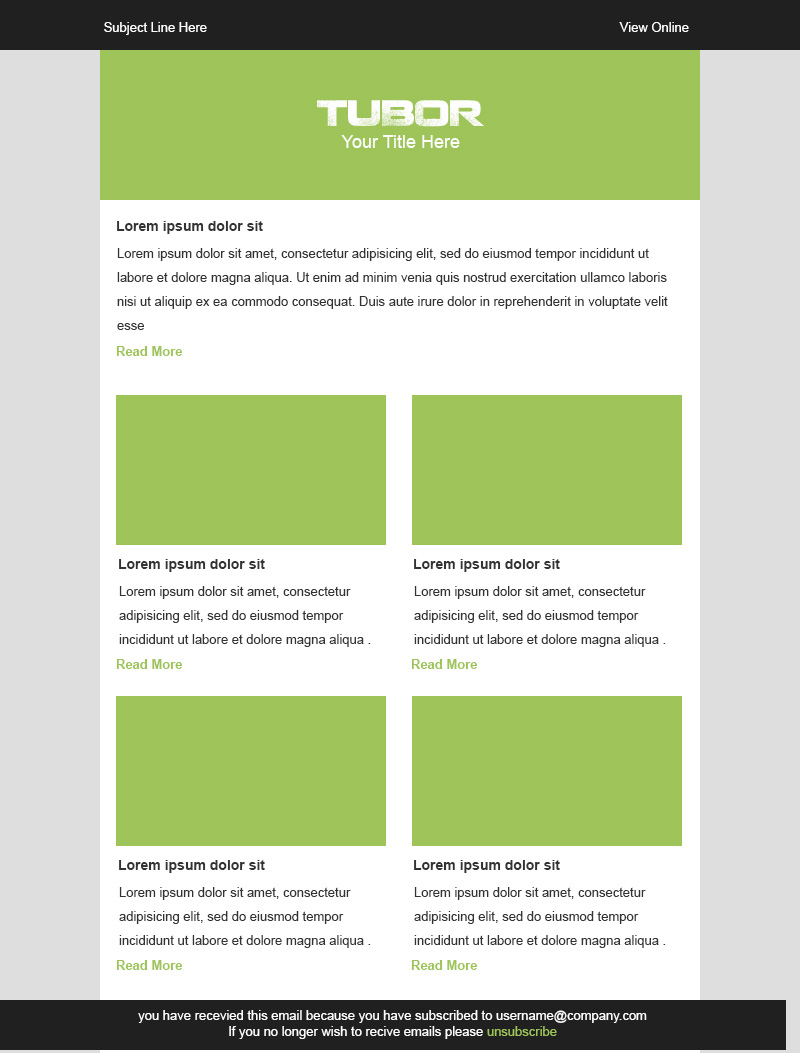 Subject Line Here
View Online
TUBOR
Your Title Here
Lorem ipsum dolor sit
Lorem ipsum dolor sit amet, consectetur adipisicing elit, sed do eiusmod tempor incididunt ut
labore et dolore magna aliqua. Ut enim ad minim venia quis nostrud exercitation ullamco laboris
nisi ut aliquip ex ea commodo consequat. Duis aute irure dolor in reprehenderit in voluptate velit
esse
Read More
Lorem ipsum dolor sit
Lorem ipsum dolor sit amet, consectetur
adipisicing elit, sed do eiusmod tempor
incididunt ut labore et dolore magna aliqua .
Read More
Lorem ipsum dolor sit
Lorem ipsum dolor sit amet, consectetur
adipisicing elit, sed do eiusmod tempor
incididunt ut labore et dolore magna aliqua .
Read More
Lorem ipsum dolor sit
Lorem ipsum dolor sit amet, consectetur
adipisicing elit, sed do eiusmod tempor
incididunt ut labore et dolore magna aliqua .
Read More
Lorem ipsum dolor sit
Lorem ipsum dolor sit amet, consectetur
adipisicing elit, sed do eiusmod tempor
incididunt ut labore et dolore magna aliqua .
Read More
you have recevied this email because you have subscribed to username@company.com
If you no longer wish to recive emails please unsubscribe